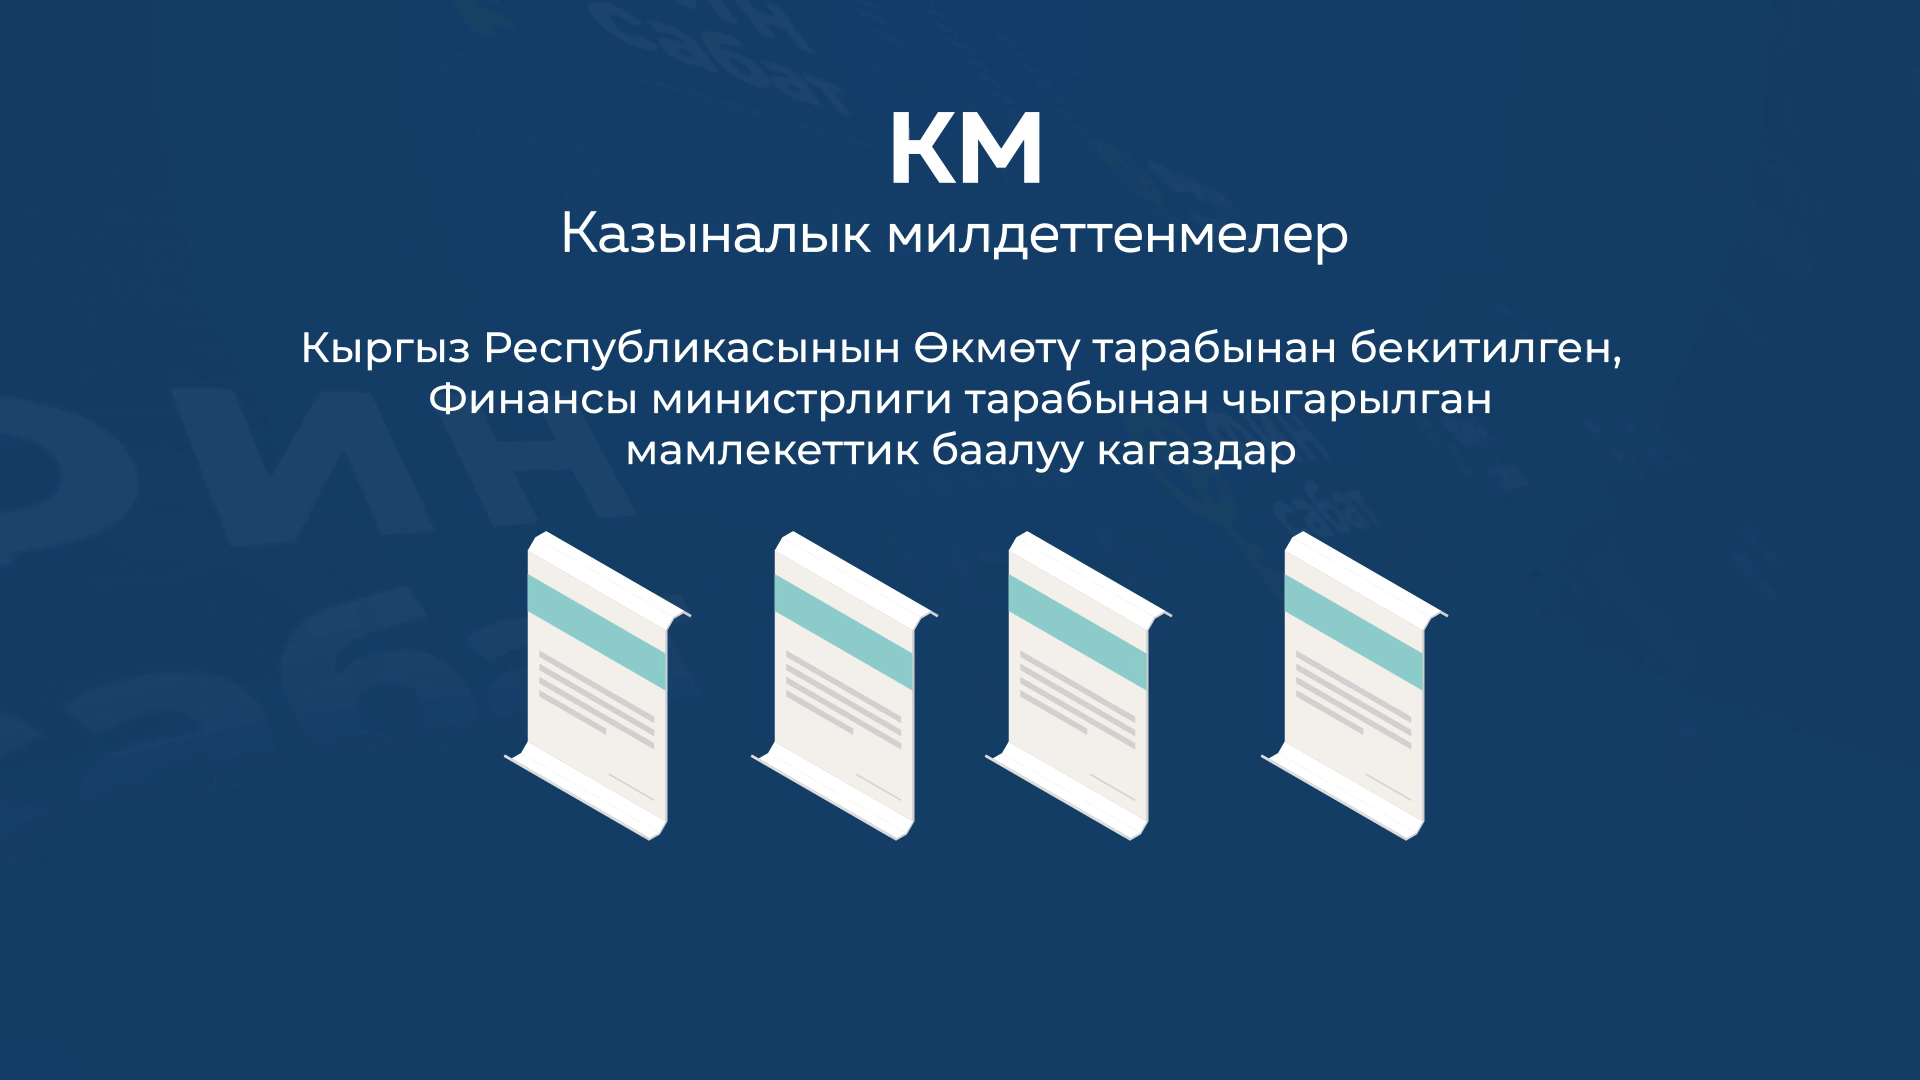 КМ
Казыналык милдеттенмелер
Кыргыз Республикасынын Өкмөтү тарабынан бекитилген,
Финансы министрлиги тарабынан чыгарылган
мамлекеттик баалуу кагаздар